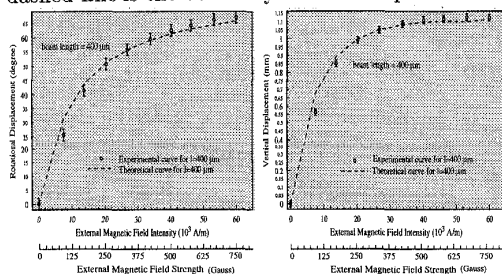 dashed line is the
Rotational Displacement (degree)
65
60
55
50
45
40
35
30
25
20
15
10
5
0
beam length = 400 μm
Experimental curve for l=400 μm
Theoretical curve for l=400 μm
0 10 20 30 40 50 60
External Magnetic Field Intensity (10³ A/m)
0 125 250 375 500 625 750
External Magnetic Field Strength (Gauss)
Vertical Displacement (mm)
beam length = 400 μm
Experimental curve for l=400 μm
Theoretical curve for l=400 μm
0 10 20 30 40 50 60
External Magnetic Field Intensity (10³ A/m)
0 125 250 375 500 625 750
External Magnetic Field Strength (Gauss)